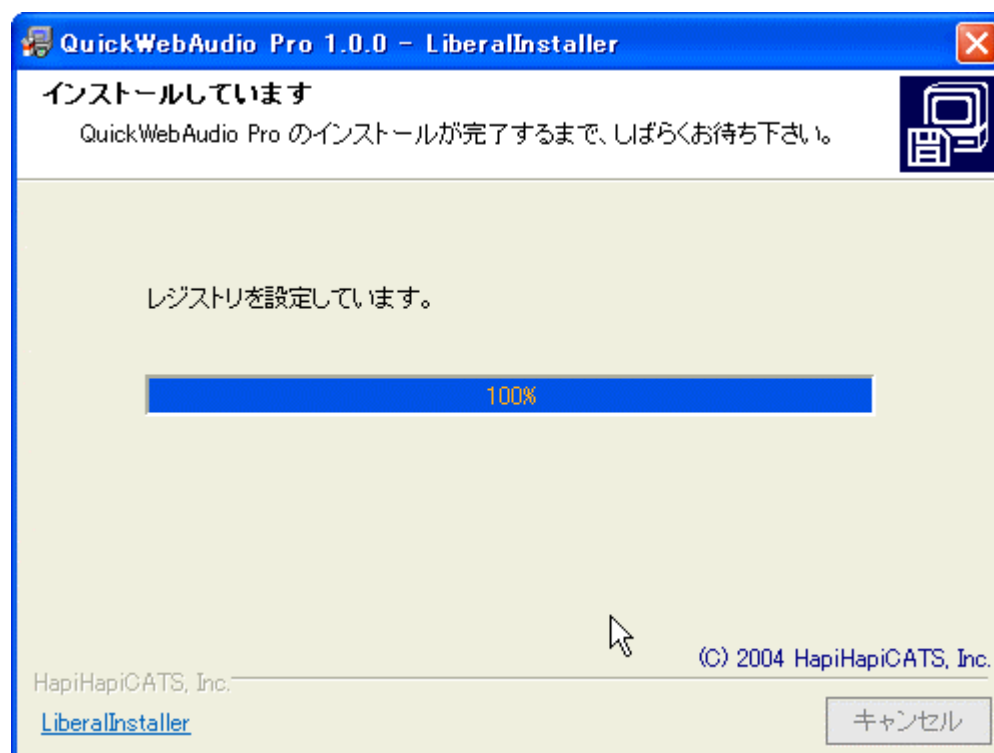 QuickWebAudio Pro 1.0.0 - LiberalInstaller
インストールしています
QuickWebAudio Pro のインストールが完了するまで、しばらくお待ち下さい。
レジストリを設定しています。
100%
(C) 2004 HapiHapiCATS, Inc.
HapiHapiCATS, Inc.
LiberalInstaller
キャンセル